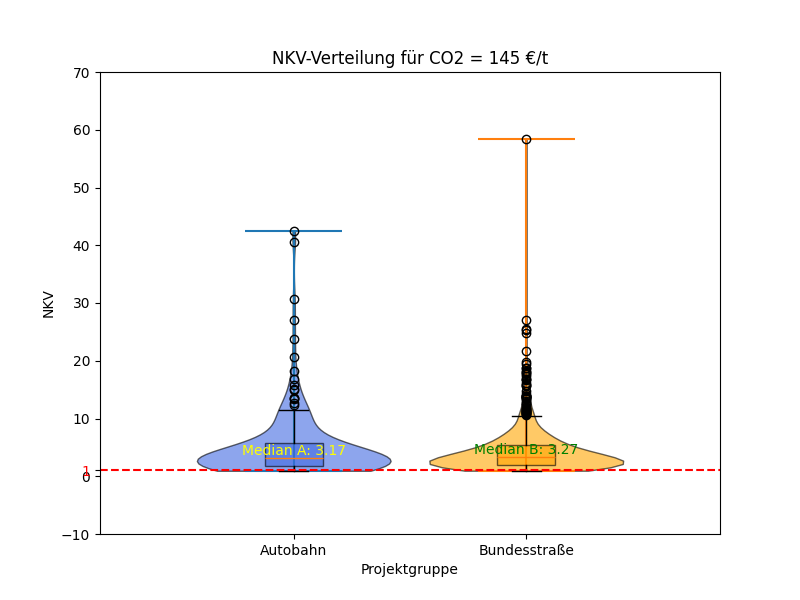 NKV-Verteilung für CO2 = 145 €/t
70
60
50
40
30
20
10
1
0
−10
NKV
Median A: 3.17
Median B: 3.27
Autobahn
Bundesstraße
Projektgruppe